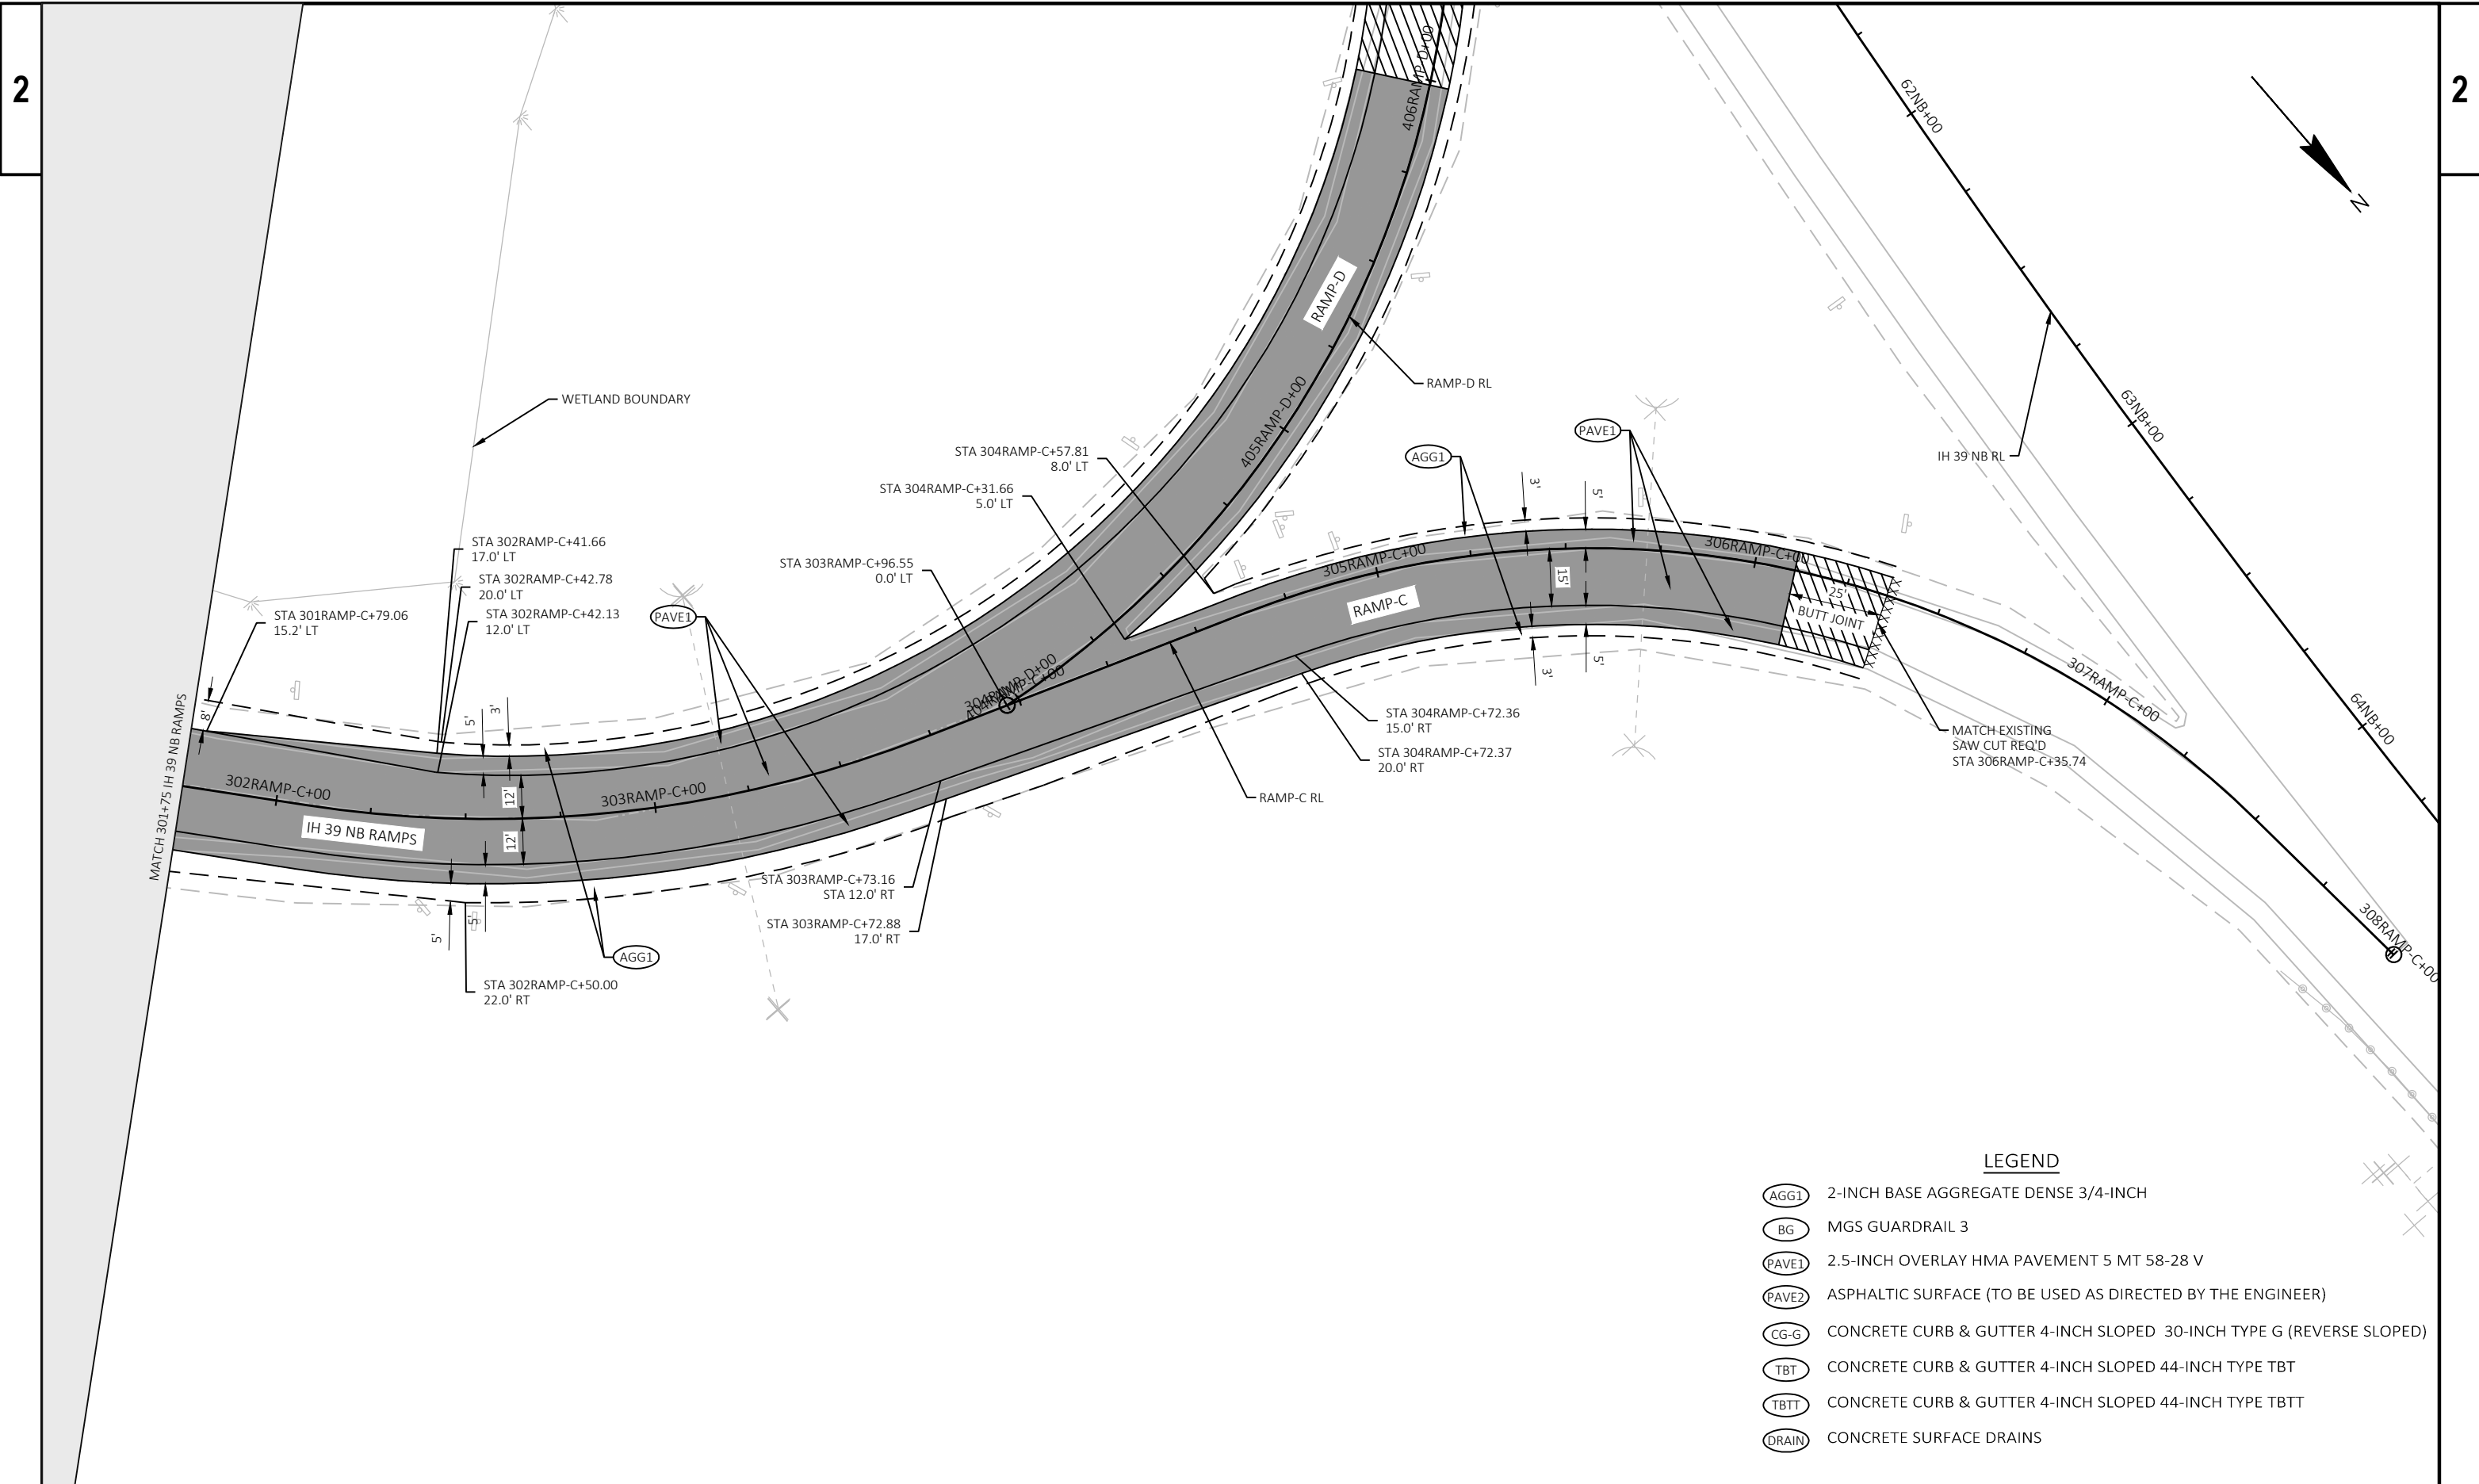 2
2
406RAMP-D+00
62NB+00
N
RAMP-D
RAMP-D RL
WETLAND BOUNDARY
63NB+00
405RAMP-D+00
IH 39 NB RL
PAVE1
AGG1
STA 304RAMP-C+57.81
8.0' LT
STA 304RAMP-C+31.66
5.0' LT
3'
5'
STA 302RAMP-C+41.66
17.0' LT
STA 302RAMP-C+42.78
20.0' LT
STA 302RAMP-C+42.13
12.0' LT
STA 303RAMP-C+96.55
0.0' LT
305RAMP-C+00
306RAMP-C+00
15'
RAMP-C
25'
BUTT JOINT
XXXXXXX
STA 301RAMP-C+79.06
15.2' LT
PAVE1
404RAMP-D+00
304RAMP-C+00
3'
5'
307RAMP-C+00
64NB+00
8'
5'
3'
STA 304RAMP-C+72.36
15.0' RT
STA 304RAMP-C+72.37
20.0' RT
MATCH EXISTING
SAW CUT REQ'D
STA 306RAMP-C+35.74
MATCH 301+75 IH 39 NB RAMPS
302RAMP-C+00
303RAMP-C+00
12'
12'
IH 39 NB RAMPS
RAMP-C RL
STA 303RAMP-C+73.16
STA 12.0' RT
STA 303RAMP-C+72.88
17.0' RT
5'
5'
AGG1
308RAMP-C+00
STA 302RAMP-C+50.00
22.0' RT
LEGEND
AGG1 2-INCH BASE AGGREGATE DENSE 3/4-INCH
BG MGS GUARDRAIL 3
PAVE1 2.5-INCH OVERLAY HMA PAVEMENT 5 MT 58-28 V
PAVE2 ASPHALTIC SURFACE (TO BE USED AS DIRECTED BY THE ENGINEER)
CG-G CONCRETE CURB & GUTTER 4-INCH SLOPED 30-INCH TYPE G (REVERSE SLOPED)
TBT CONCRETE CURB & GUTTER 4-INCH SLOPED 44-INCH TYPE TBT
TBTT CONCRETE CURB & GUTTER 4-INCH SLOPED 44-INCH TYPE TBTT
DRAIN CONCRETE SURFACE DRAINS